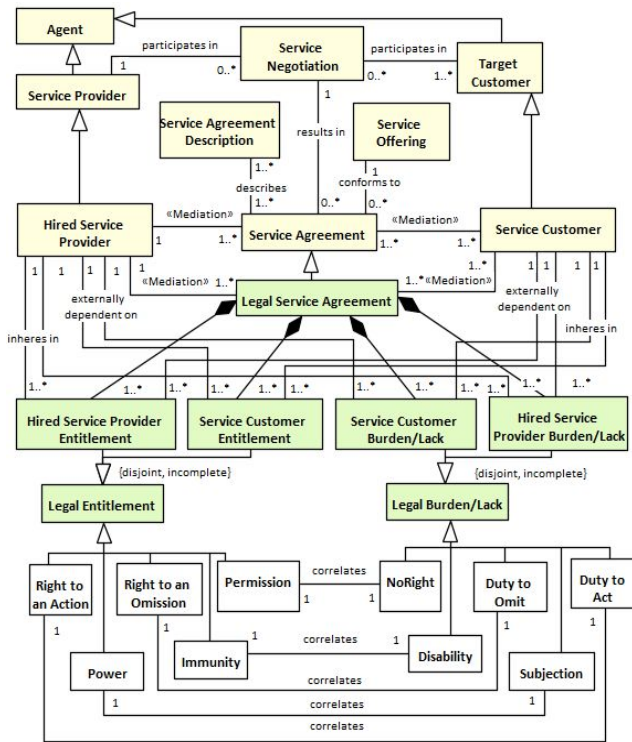 Agent
participates in
1
0..*
Service
Negotiation
participates in
0..*
1..*
Target
Customer
Service Provider
1
results in
0..*
Service Agreement
Description
1..*
describes
1..*
Service
Offering
1
conforms to
0..*
Hired Service
Provider
«Mediation»
1
1..*
Service Agreement
«Mediation»
1..*
1..*
Service Customer
1
1
1
1
1
«Mediation»
1..*
Legal Service Agreement
1..*
«Mediation»
1..*
1
1
1
1
inheres in
externally
dependent on
externally
dependent on
inheres in
1..*
1..*
1..*
1..*
1..*
1..*
1..*
1..*
1..*
1..*
1..*
1..*
Hired Service Provider
Entitlement
Service Customer
Entitlement
Service Customer
Burden/Lack
Hired Service
Provider Burden/Lack
{disjoint, incomplete}
{disjoint, incomplete}
Legal Entitlement
Legal Burden/Lack
Right to
an Action
1
Right to an
Omission
1
Permission
1
correlates
1
NoRight
Duty to
Omit
1
Duty to
Act
1
Power
1
Immunity
1
correlates
1
Disability
Subjection
1
correlates
correlates
correlates